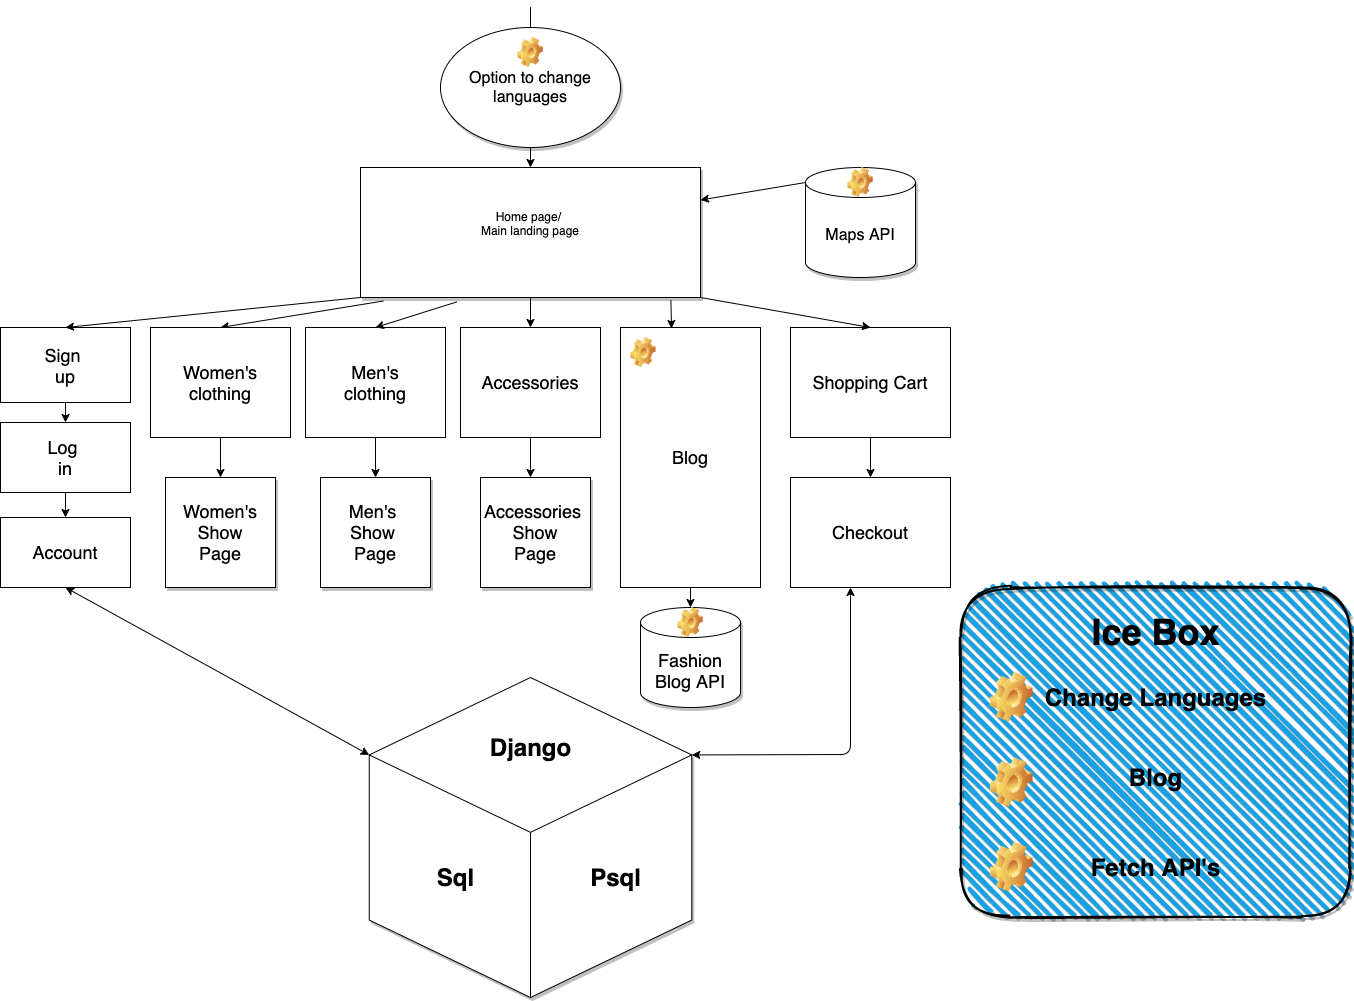 Option to change
languages
Home page/
Main landing page
Maps API
Sign
up
Women's
clothing
Men's
clothing
Accessories
Blog
Shopping Cart
Log
in
Account
Women's
Show
Page
Men's
Show
Page
Accessories
Show
Page
Checkout
Fashion
Blog API
Django
Sql
Psql
Ice Box
Change Languages
Blog
Fetch API's